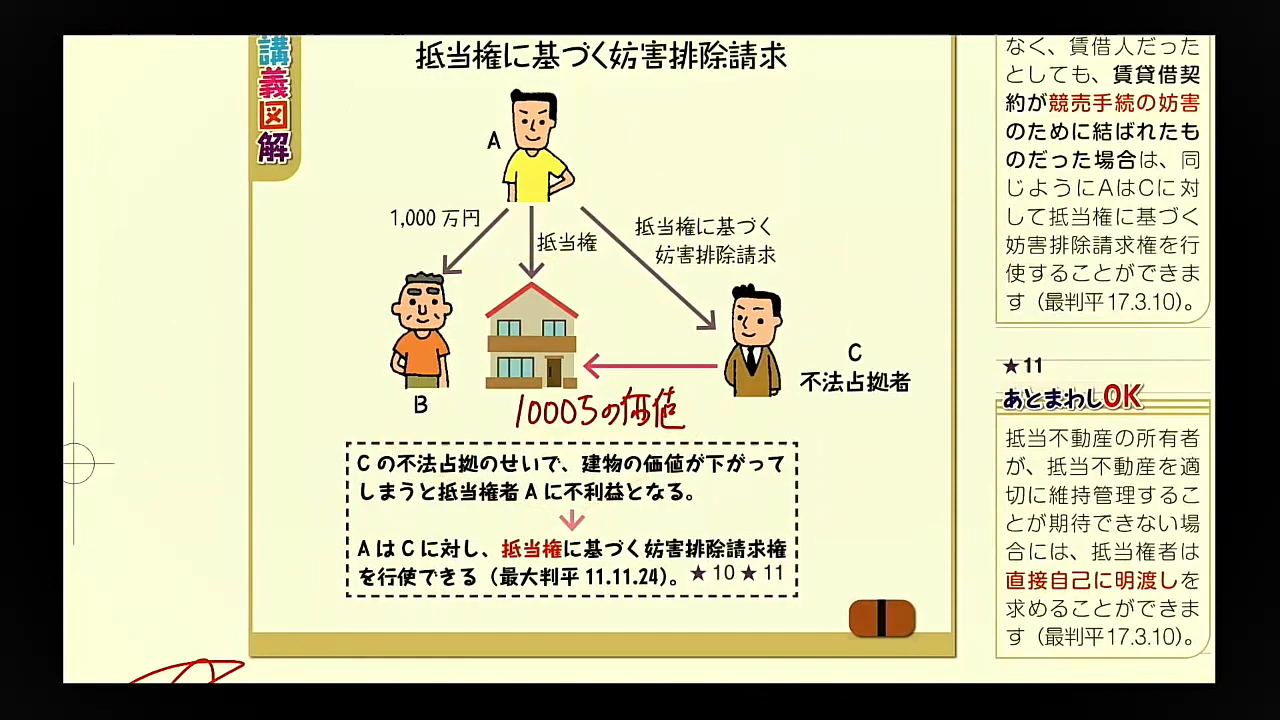 講義図解
抵当権に基づく妨害排除請求
A
1,000万円
抵当権
抵当権に基づく
妨害排除請求
B
C
不法占拠者
1000万の価値
Cの不法占拠のせいで、建物の価値が下がって
しまうと抵当権者Aに不利益となる。
AはCに対し、抵当権に基づく妨害排除請求権
を行使できる（最大判平11.11.24）。★10★11
なく、賃借人だった
としても、賃貸借契
約が競売手続の妨害
のために結ばれたも
のだった場合は、同
じようにAはCに対
して抵当権に基づく
妨害排除請求権を行
使することができま
す（最判平17.3.10）。
★11
あとまわしOK
抵当不動産の所有者
が、抵当不動産を適
切に維持管理するこ
とが期待できない場
合には、抵当権者は
直接自己に明渡しを
求めることができま
す（最判平17.3.10）。